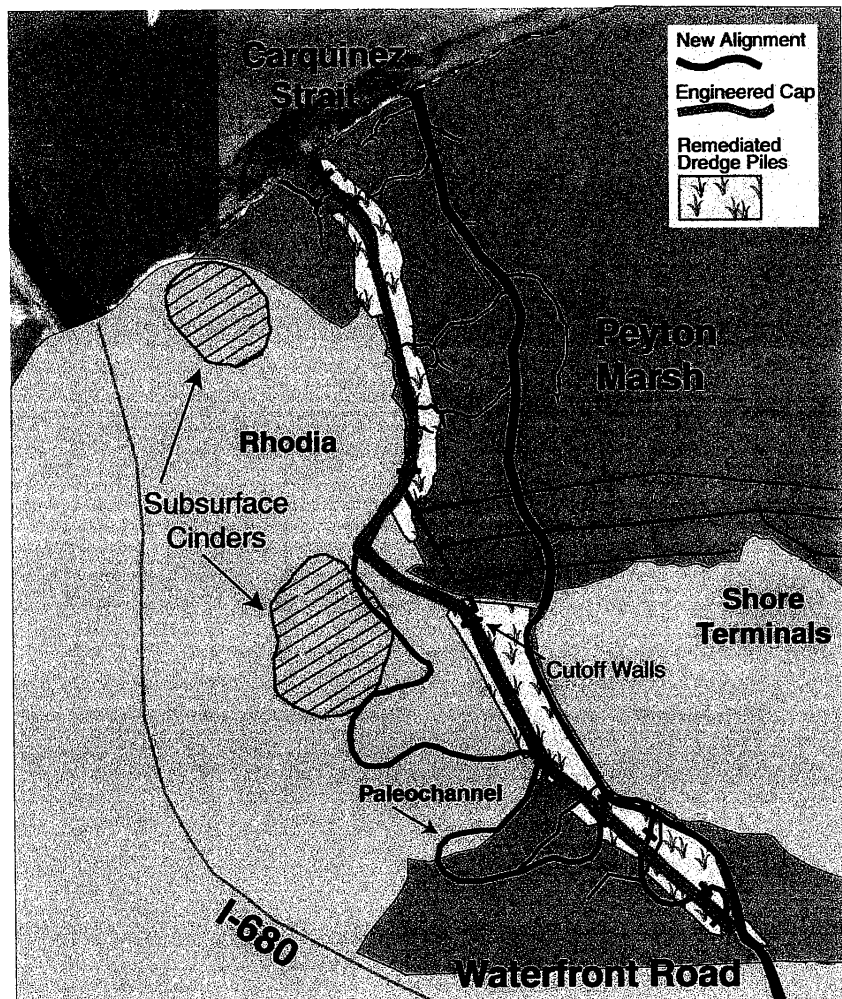 Carquinez
Strait
New Alignment
Engineered Cap
Remediated
Dredge Piles
Peyton
Marsh
Rhodia
Subsurface
Cinders
Shore
Terminals
Cutoff Walls
Paleochannel
I-680
Waterfront Road